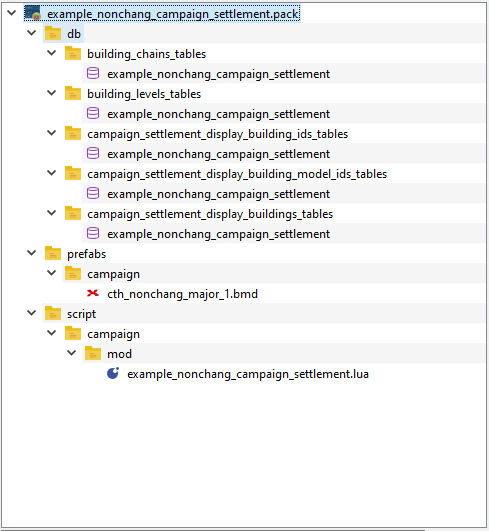 example_nonchang_campaign_settlement.pack
db
building_chains_tables
example_nonchang_campaign_settlement
building_levels_tables
example_nonchang_campaign_settlement
campaign_settlement_display_building_ids_tables
example_nonchang_campaign_settlement
campaign_settlement_display_building_model_ids_tables
example_nonchang_campaign_settlement
campaign_settlement_display_buildings_tables
example_nonchang_campaign_settlement
prefabs
campaign
cth_nonchang_major_1.bmd
script
campaign
mod
example_nonchang_campaign_settlement.lua